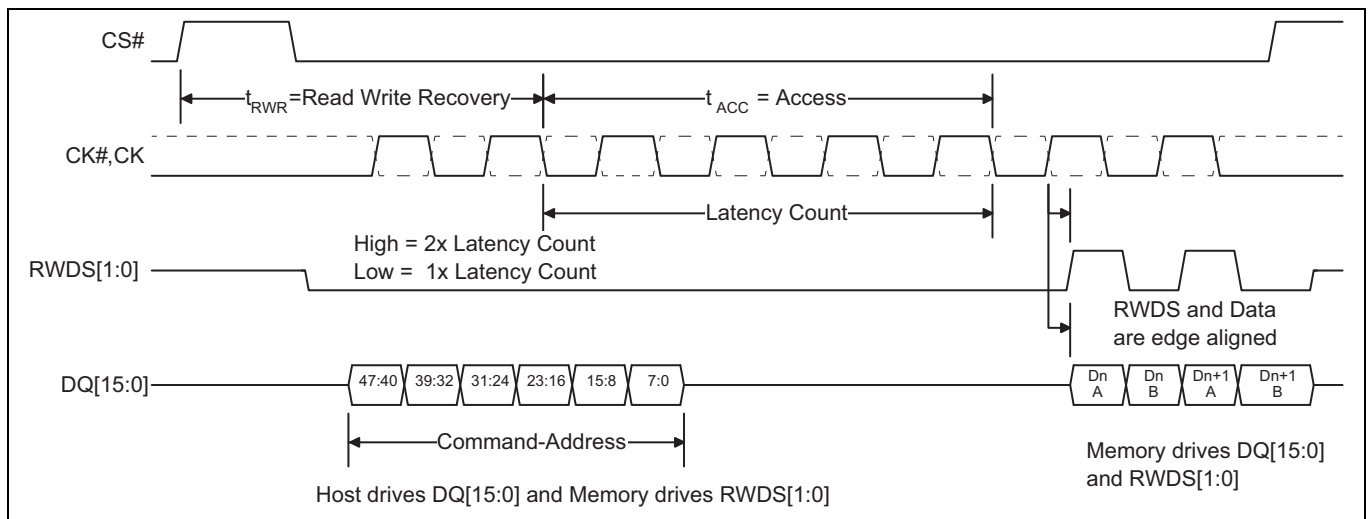 CS#
t RWR =Read Write Recovery
t ACC = Access
CK#,CK
Latency Count
High = 2x Latency Count
Low = 1x Latency Count
RWDS[1:0]
RWDS and Data
are edge aligned
DQ[15:0]
47:40 39:32 31:24 23:16 15:8 7:0
Dn A
Dn B
Dn+1 A
Dn+1 B
Command-Address
Memory drives DQ[15:0]
and RWDS[1:0]
Host drives DQ[15:0] and Memory drives RWDS[1:0]